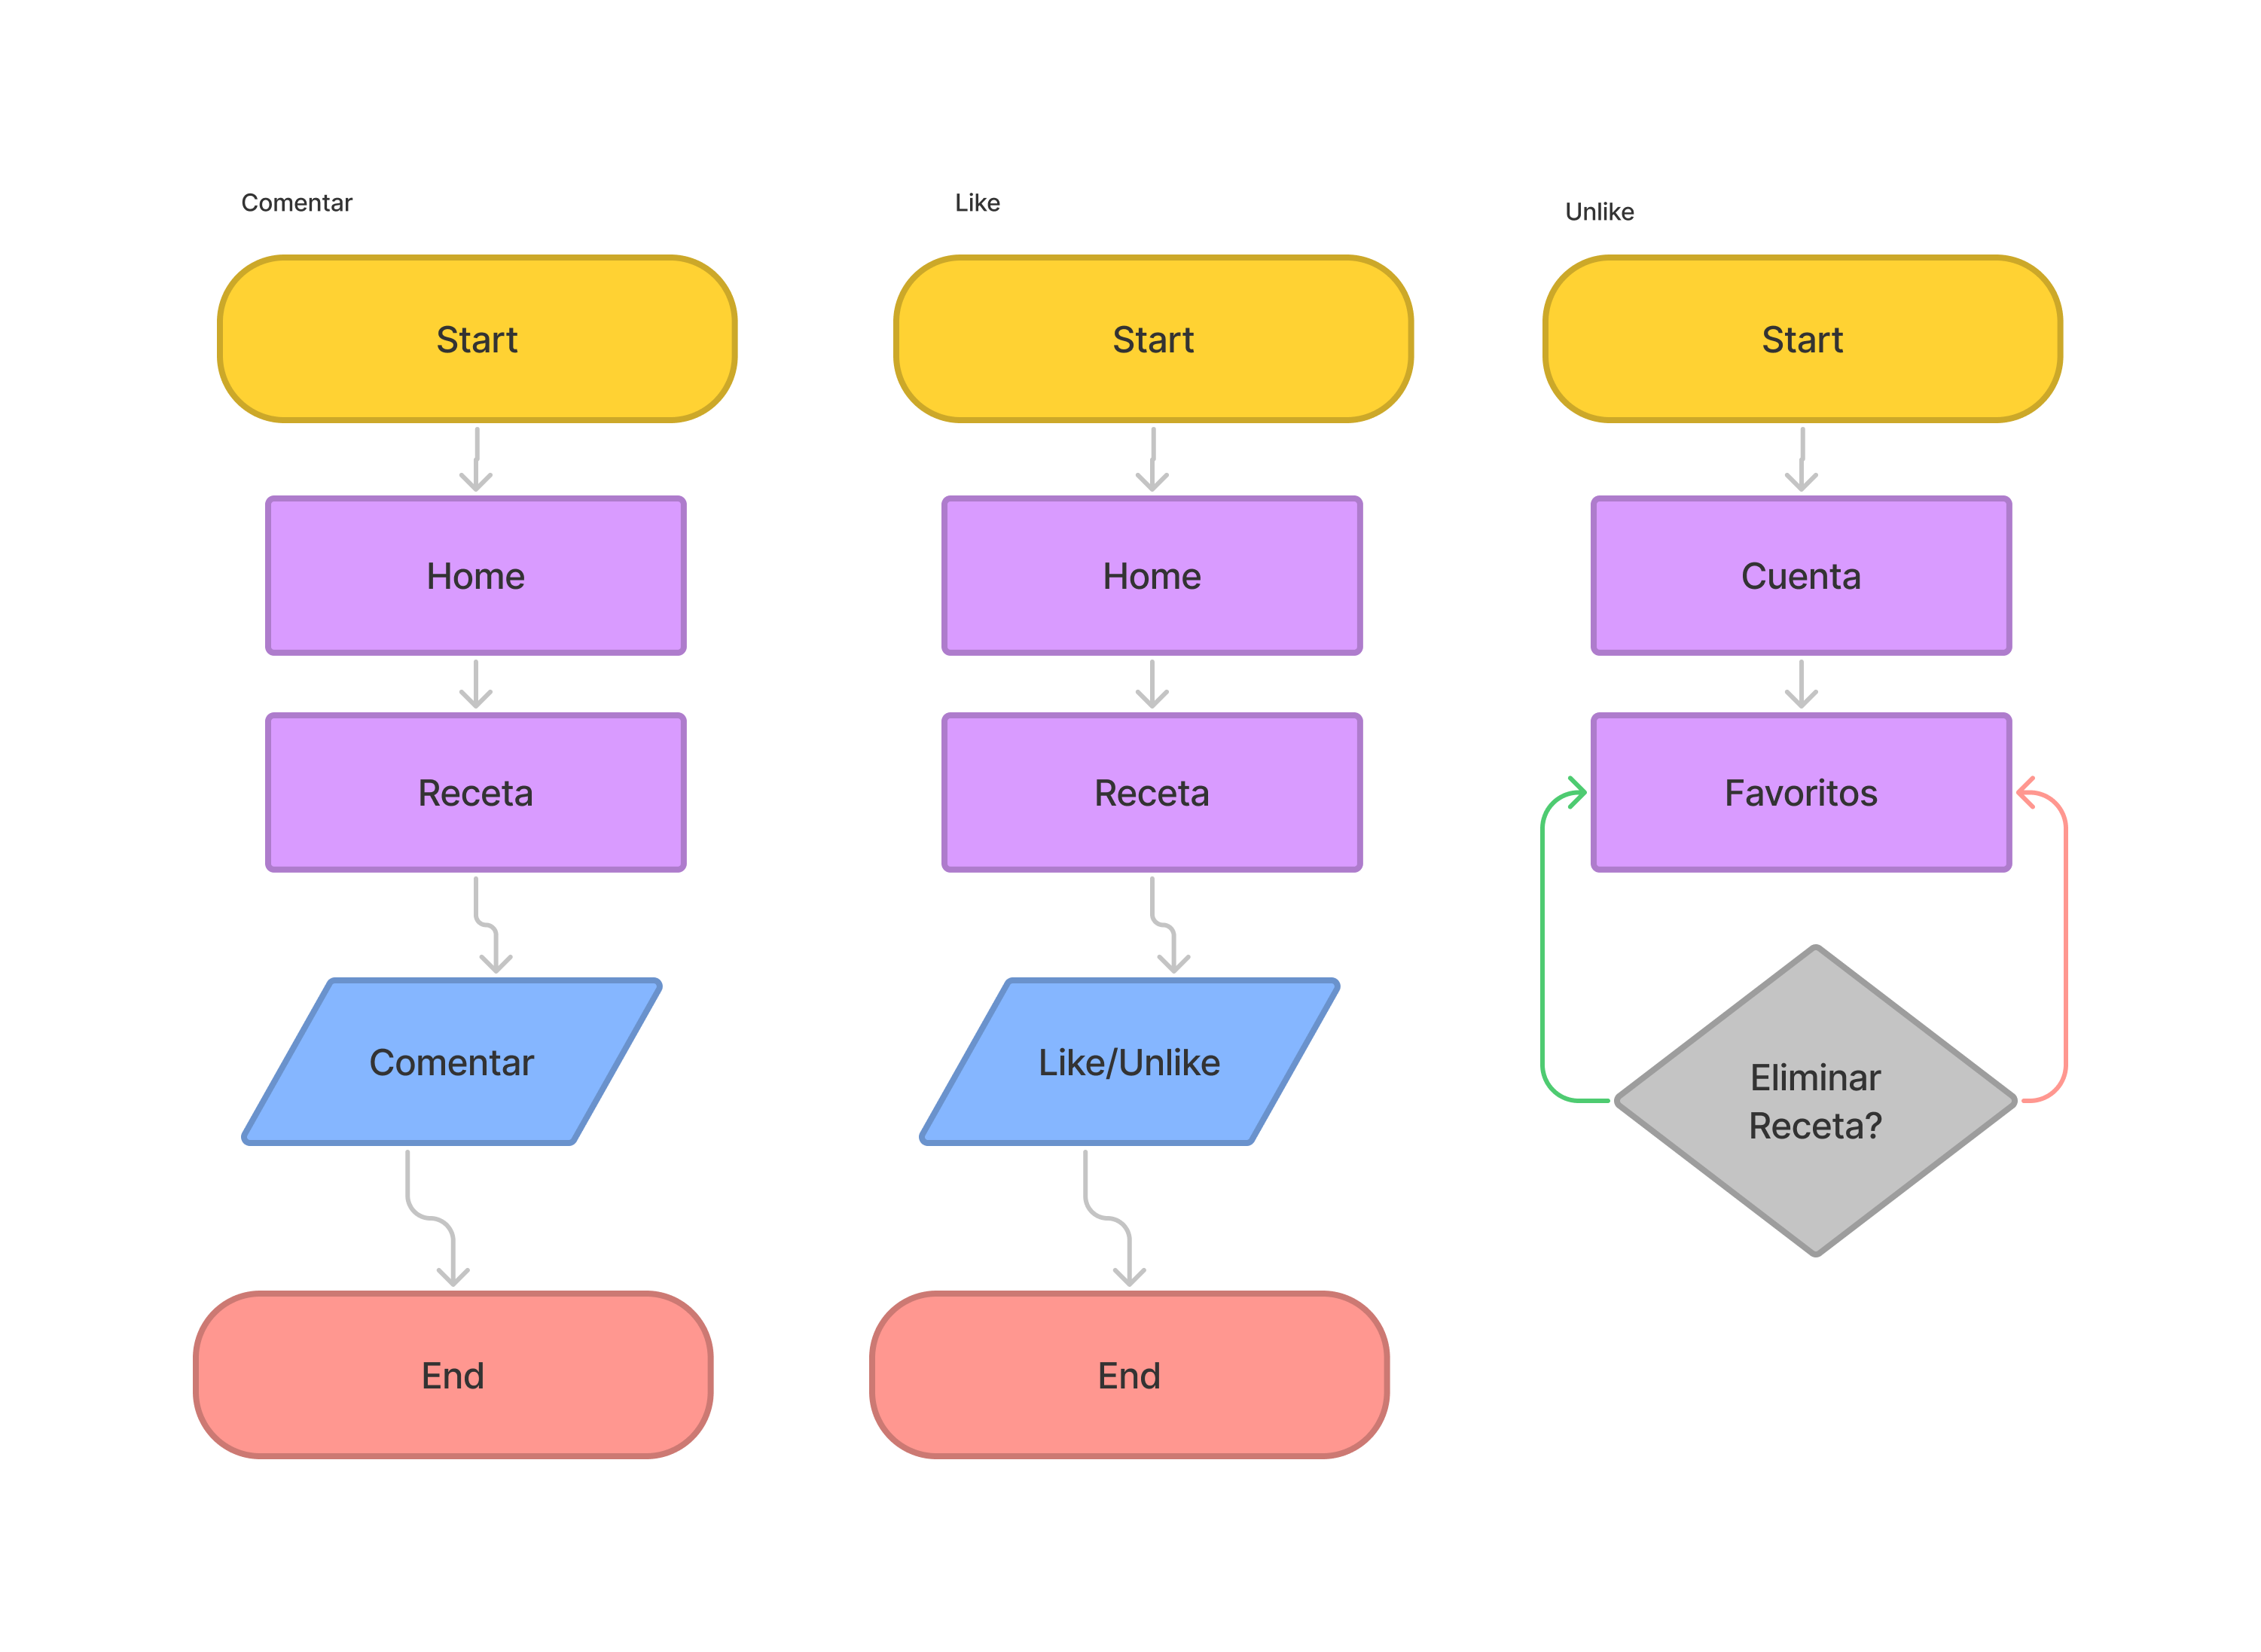 Comentar
Start
Home
Receta
Comentar
End
Like
Start
Home
Receta
Like/Unlike
End
Unlike
Start
Cuenta
Favoritos
Eliminar
Receta?